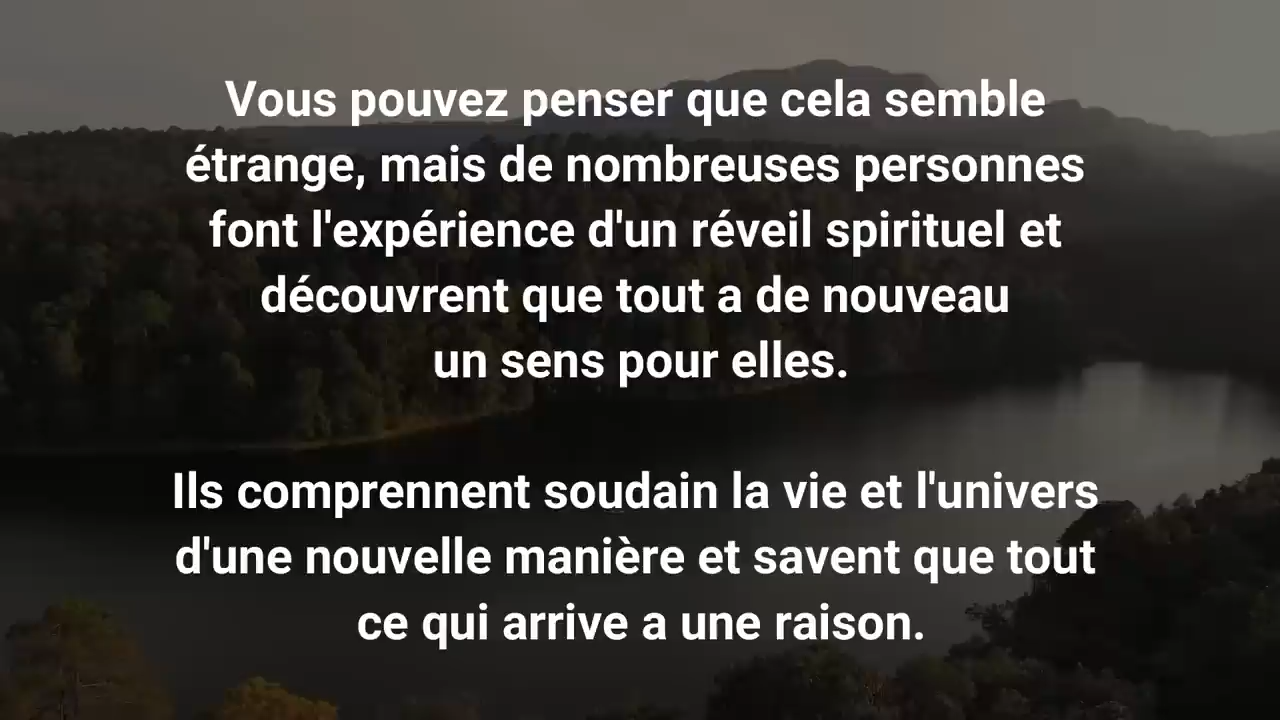 Vous pouvez penser que cela semble
étrange, mais de nombreuses personnes
font l'expérience d'un réveil spirituel et
découvrent que tout a de nouveau
un sens pour elles.
Ils comprennent soudain la vie et l'univers
d'une nouvelle manière et savent que tout
ce qui arrive a une raison.